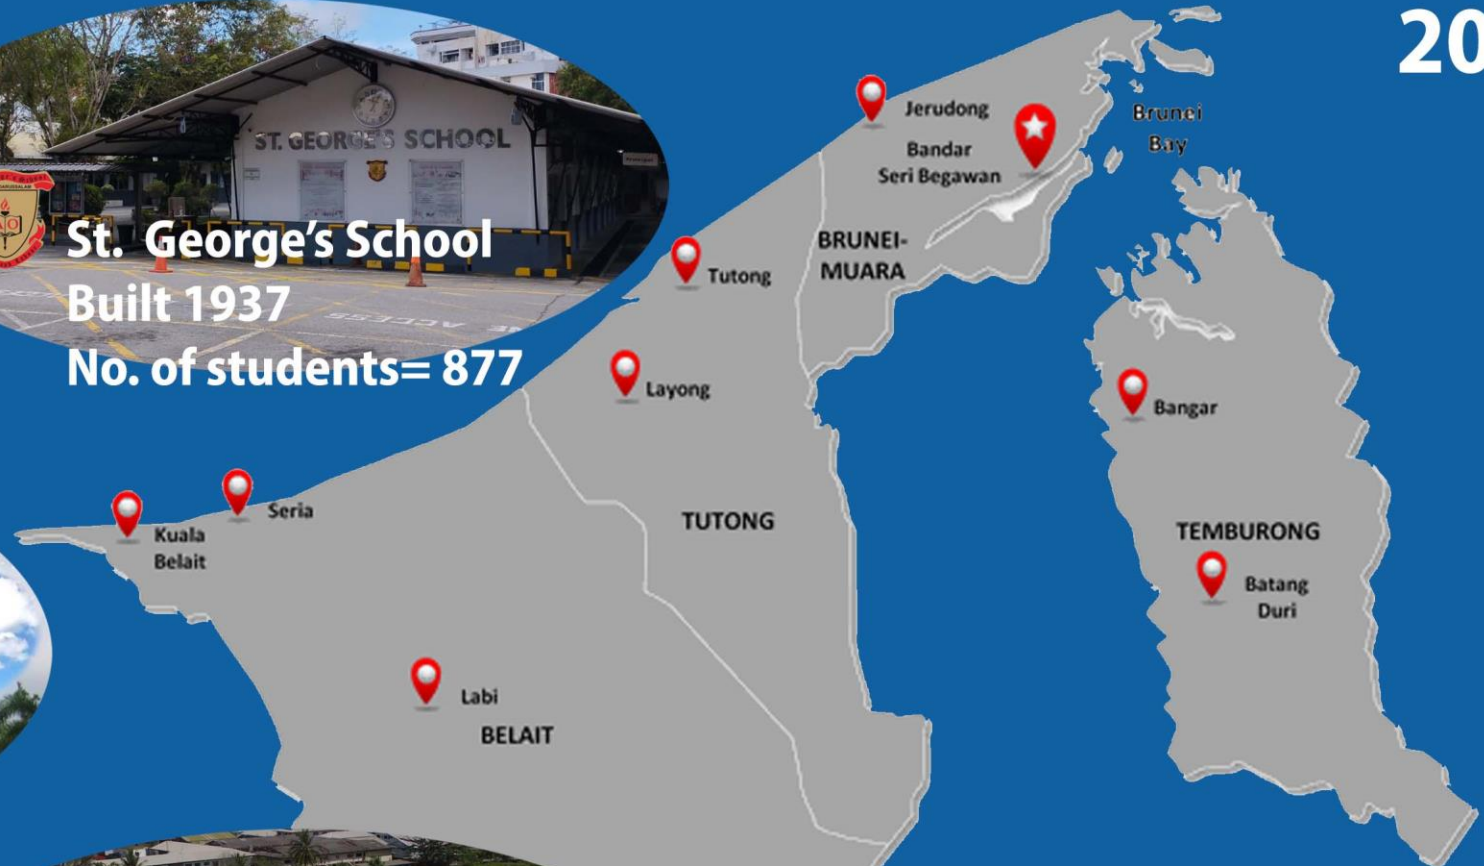 20
ST. GEORGE'S SCHOOL
St. George's School
Built 1937
No. of students= 877
Jerudong
Bandar
Seri Begawan
Brunei
Bay
BRUNEI-
MUARA
Tutong
Layong
Bangar
Seria
Kuala
Belait
TUTONG
TEMBURONG
Batang
Duri
Labi
BELAIT